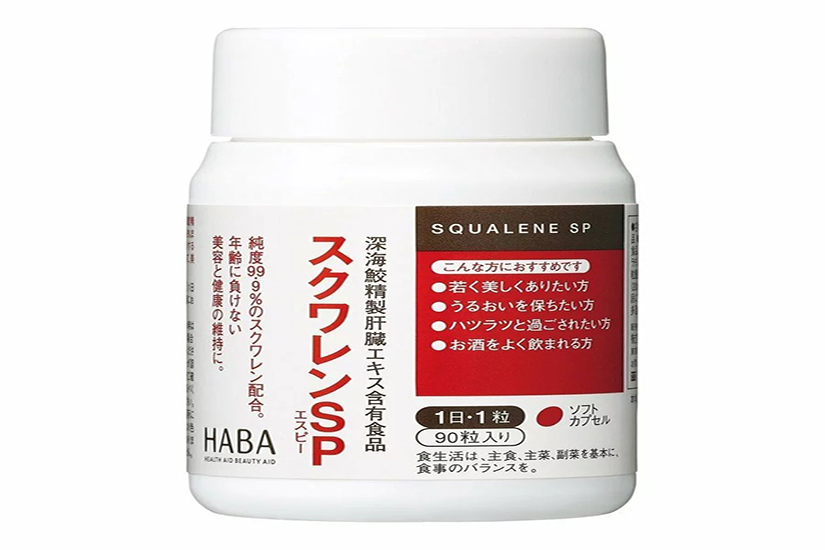 SQUALENE SP
こんな方におすすめです
●若く美しくありたい方
●うるおいを保ちたい方
●ハツラツと過ごされたい方
●お酒をよく飲まれる方
深海鮫精製肝臓エキス含有食品
スクワレンSP
エスピー
純度99.9%のスクワレン配合。
年齢に負けない
美容と健康の維持に。
HABA
HEALTH AID BEAUTY AID
1日・1粒
90粒入り
ソフト
カプセル
食生活は、主食、主菜、副菜を基本に、
食事のバランスを。